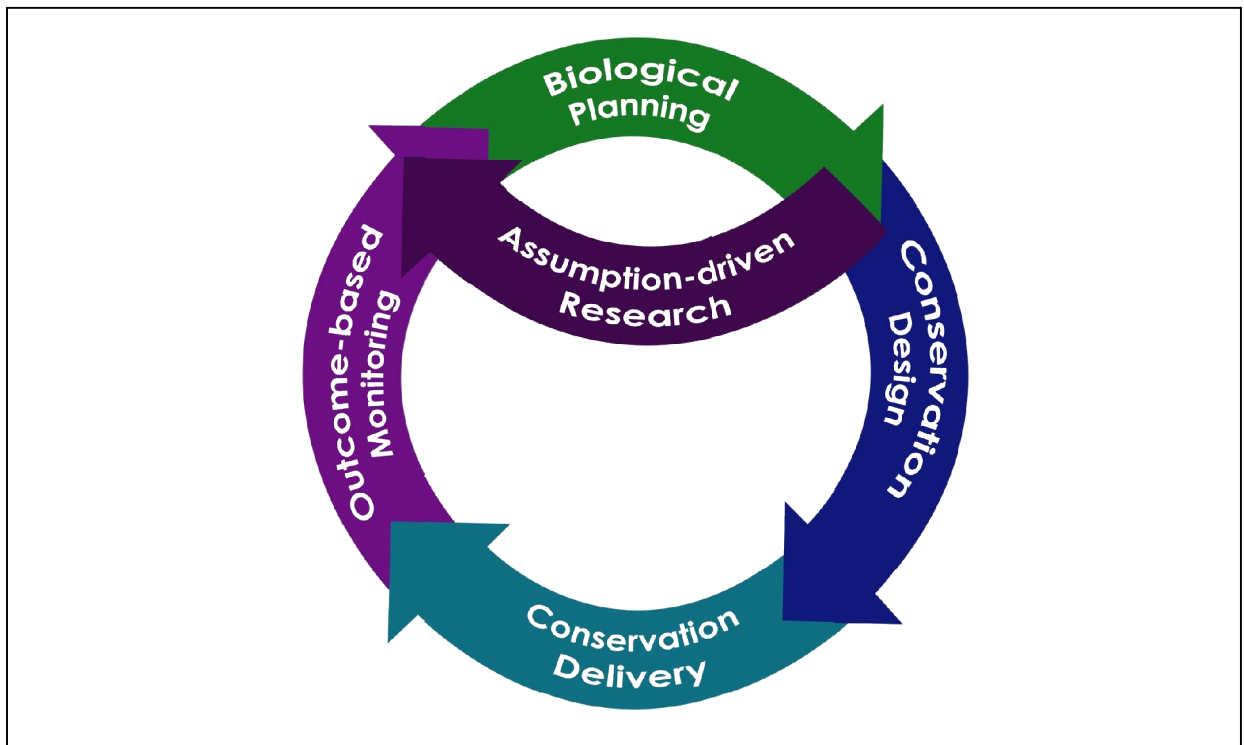 Biological
Planning
Assumption-driven
Research
Conservation
Design
Conservation
Delivery
Outcome-based
Monitoring